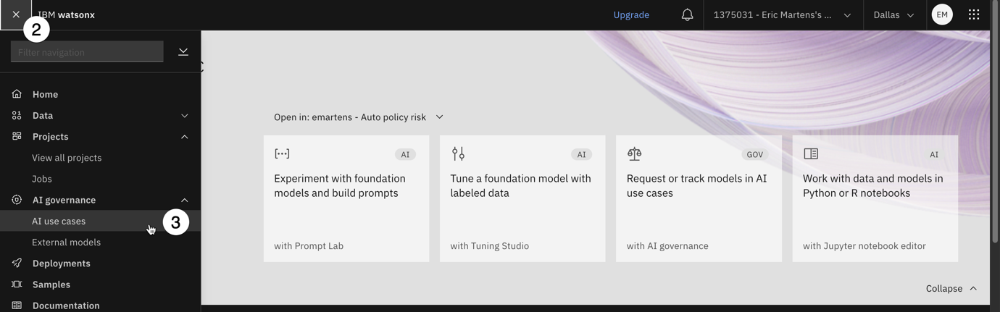 IBM watsonx
Upgrade
1375031 - Eric Martens's ...
Dallas
EM
2
Filter navigation
Home
Data
Projects
View all projects
Jobs
AI governance
AI use cases
3
External models
Deployments
Samples
Documentation
Open in: emartens - Auto policy risk
AI
Experiment with foundation
models and build prompts
with Prompt Lab
AI
Tune a foundation model with
labeled data
with Tuning Studio
GOV
Request or track models in AI
use cases
with AI governance
AI
Work with data and models in
Python or R notebooks
with Jupyter notebook editor
Collapse